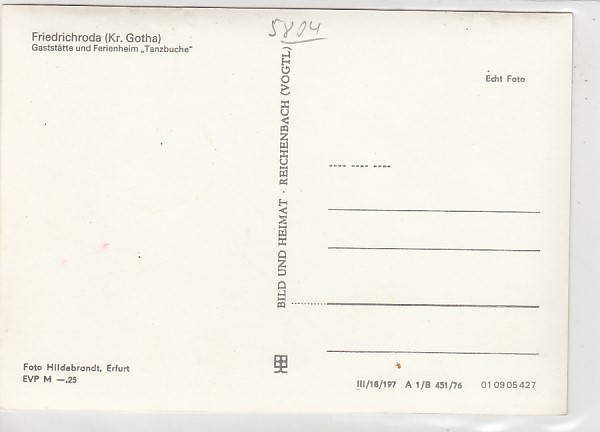 Friedrichroda (Kr. Gotha)
Gaststätte und Ferienheim „Tanzbuche“
5804
BILD UND HEIMAT · REICHENBACH (VOGTL)
Echt Foto
Foto Hildebrandt, Erfurt
EVP M —,25
III/18/197 A 1/B 451/76 01 09 05 427